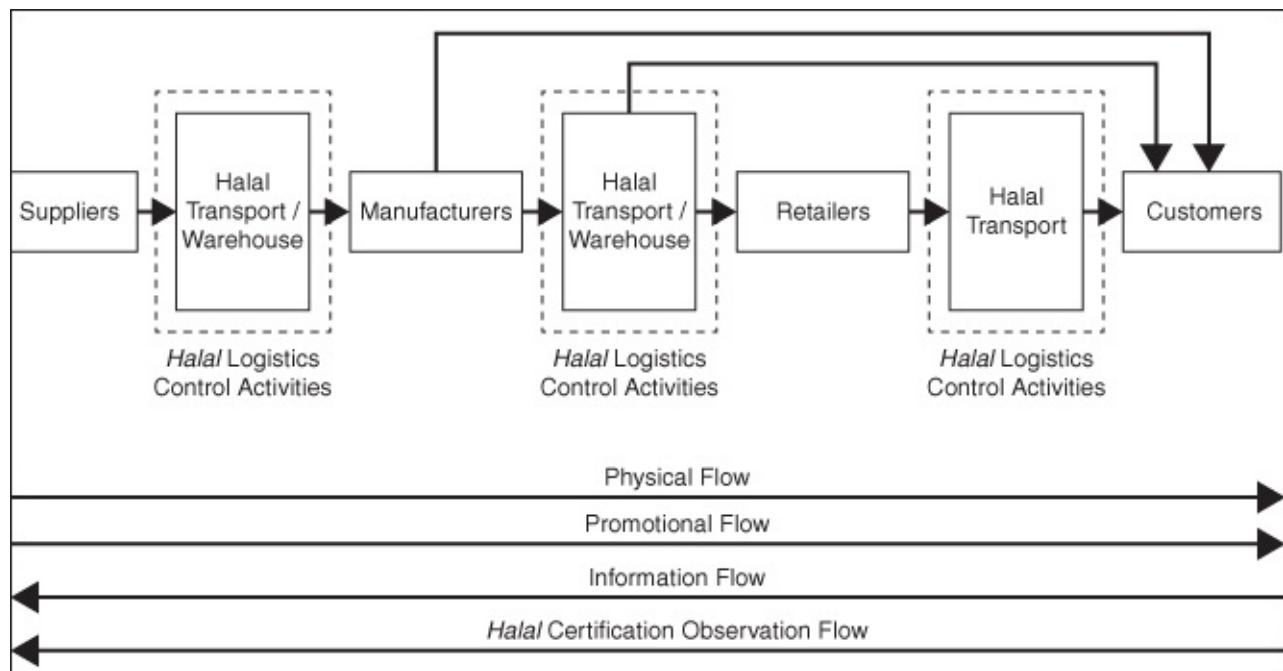 Suppliers
Halal
Transport /
Warehouse
Manufacturers
Halal
Transport /
Warehouse
Retailers
Halal
Transport
Customers
Halal Logistics
Control Activities
Halal Logistics
Control Activities
Halal Logistics
Control Activities
Physical Flow
Promotional Flow
Information Flow
Halal Certification Observation Flow